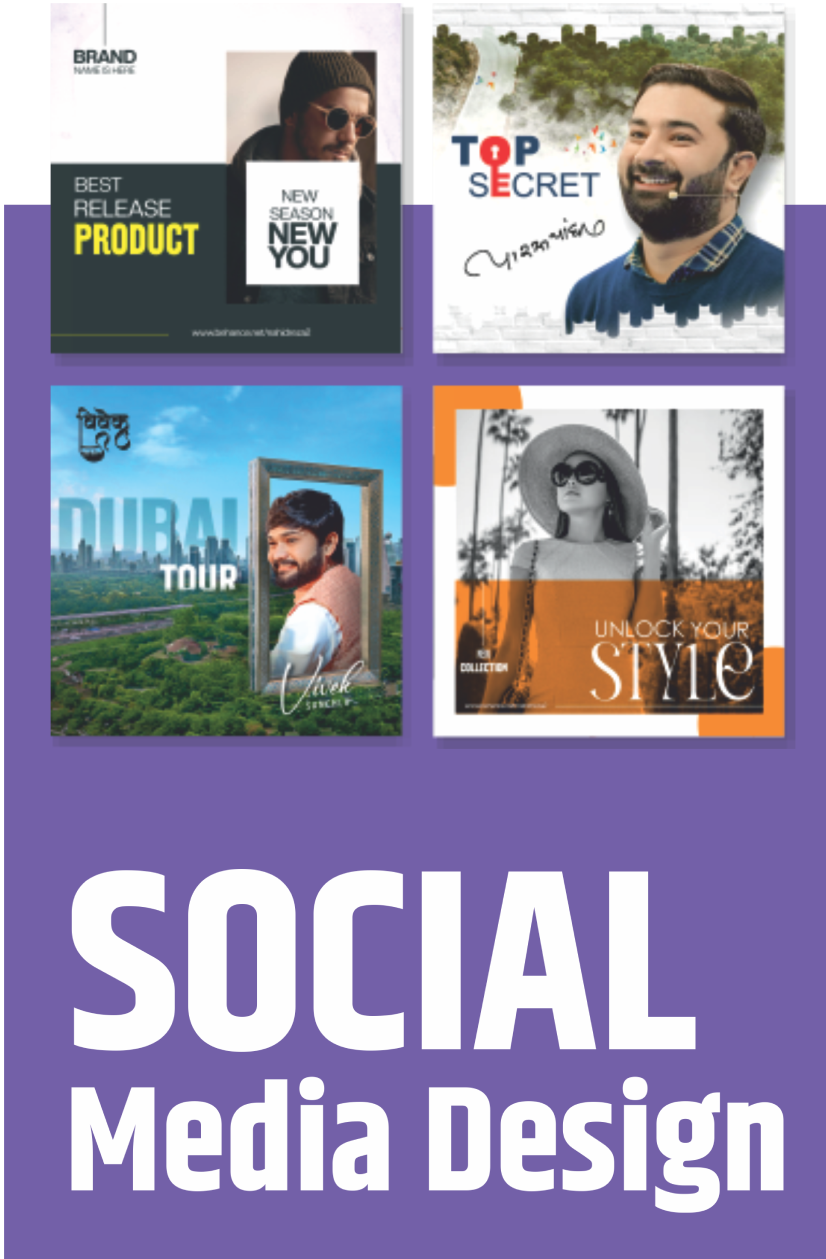 BRAND
NAME IS HERE
BEST
RELEASE
PRODUCT
NEW
SEASON
NEW
YOU
TOP
SECRET
विवेक
DUBAI
TOUR
Vivek
NEW
COLLECTION
UNLOCK YOUR
STYLE
SOCIAL
Media Design